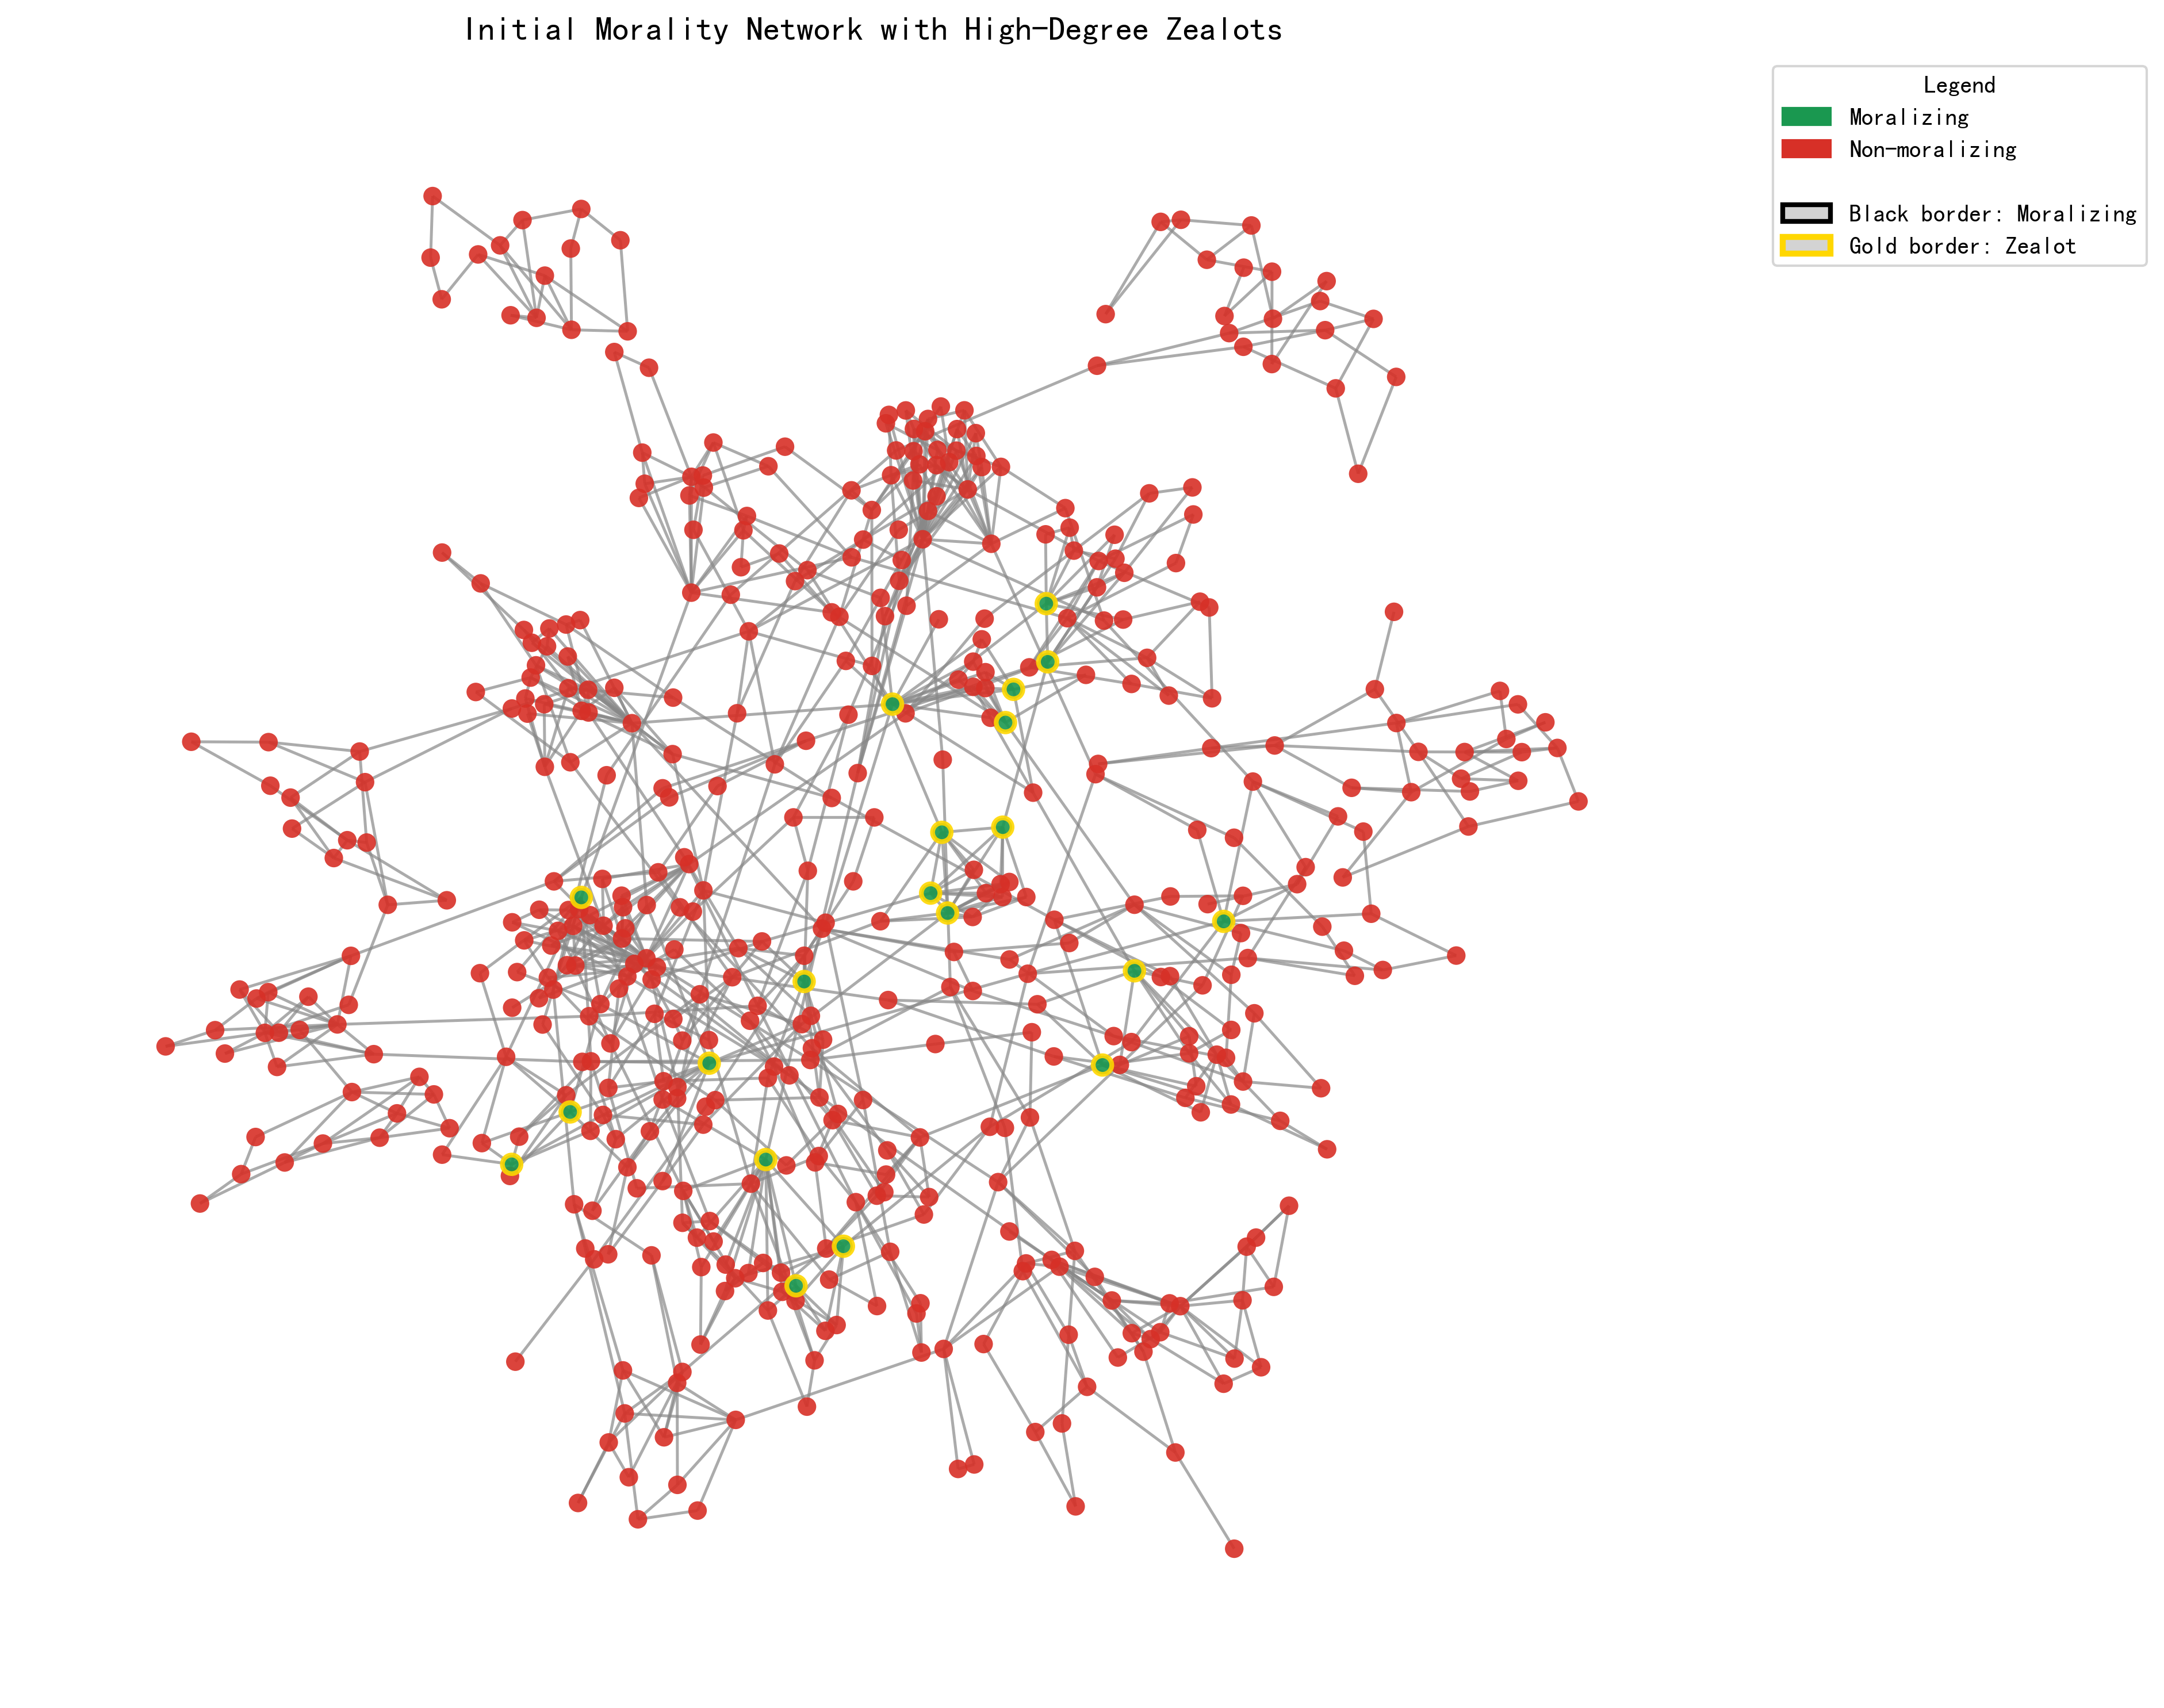 Initial Morality Network with High-Degree Zealots
Legend
Moralizing
Non-moralizing
Black border: Moralizing
Gold border: Zealot